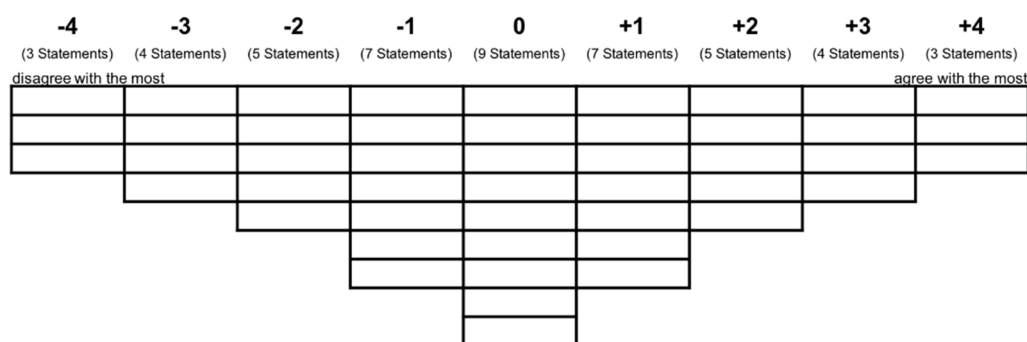 -4 -3 -2 -1 0 +1 +2 +3 +4
(3 Statements) (4 Statements) (5 Statements) (7 Statements) (9 Statements) (7 Statements) (5 Statements) (4 Statements) (3 Statements)
disagree with the most agree with the most